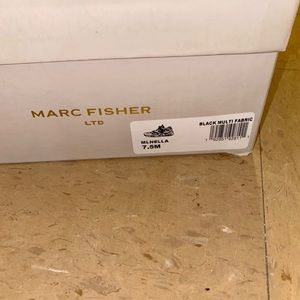 MARC FISHER
LTD
BLACK MULTI FABRIC
MLNELLA
7.5M